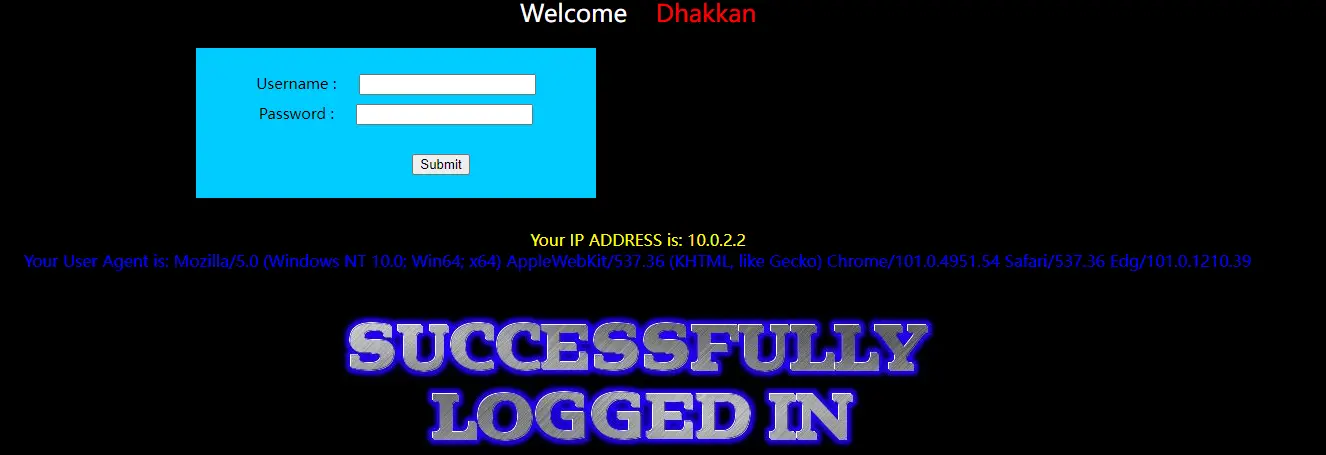 Welcome Dhakkan
Username :
Password :
Submit
Your IP ADDRESS is: 10.0.2.2
Your User Agent is: Mozilla/5.0 (Windows NT 10.0; Win64; x64) AppleWebKit/537.36 (KHTML, like Gecko) Chrome/101.0.4951.54 Safari/537.36 Edg/101.0.1210.39
SUCCESSFULLY
LOGGED IN